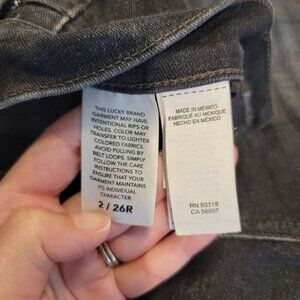 THIS LUCKY BRAND
GARMENT MAY HAVE
INTENTIONAL RIPS OR
HOLES. COLOR MAY
TRANSFER TO LIGHTER
COLORED FABRICS
AVOID PULLING BY
BELT LOOPS. SIMPLY
FOLLOW THE CARE
INSTRUCTIONS TO
ENSURE THAT YOUR
GARMENT MAINTAINS
ITS INDIVIDUAL
CHARACTER
2 / 26R
MADE IN MEXICO
FABRIQUÉ AU MEXIQUE
HECHO EN MÉXICO
RN 80318
CA 56897